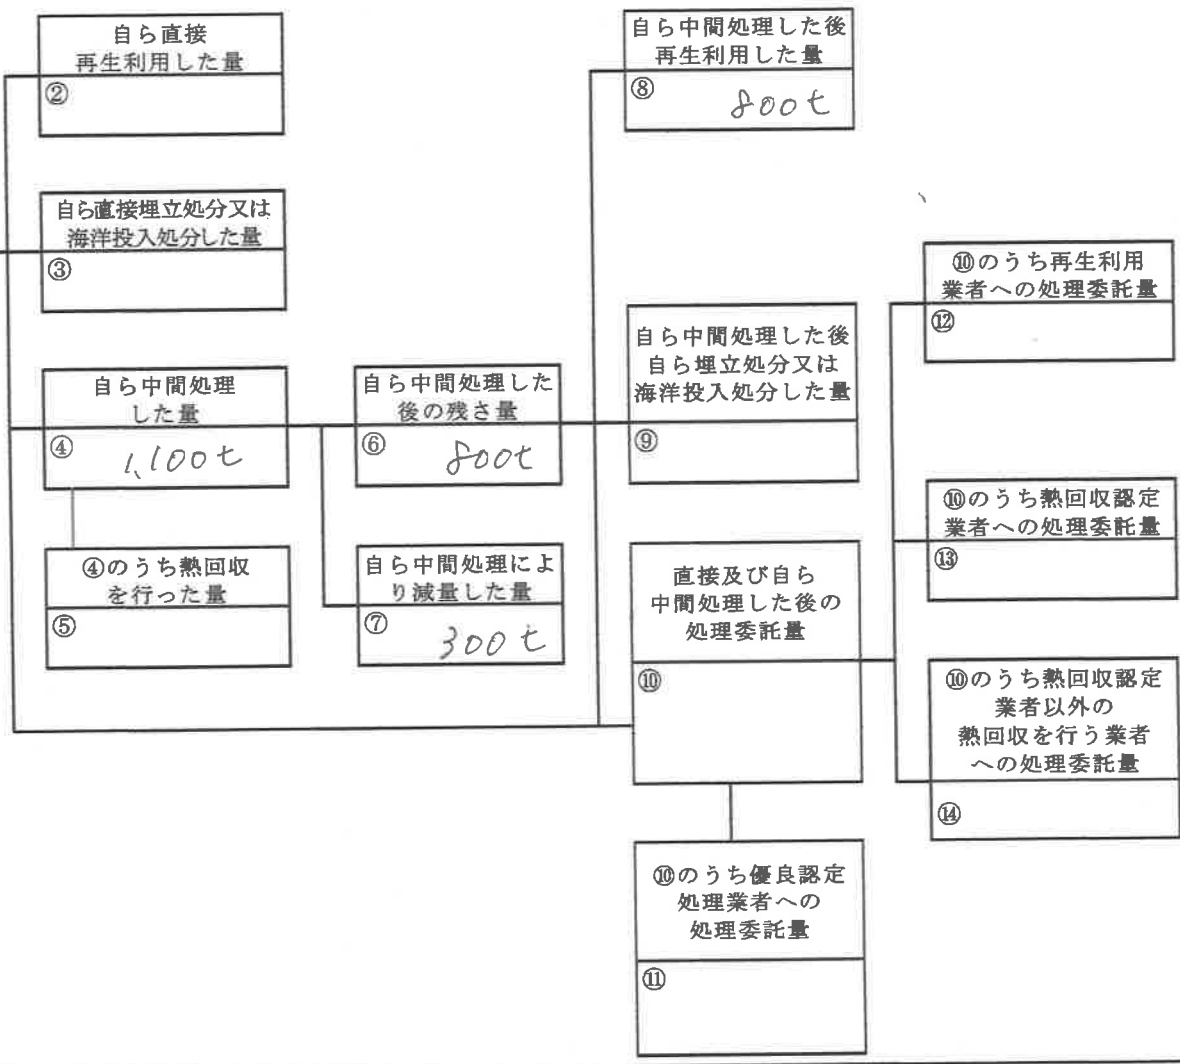 自ら直接
再生利用した量
②
自ら直接埋立処分又は
海洋投入処分した量
③
自ら中間処理
した量
④
1,100t
④のうち熱回収
を行った量
⑤
自ら中間処理した
後の残さ量
⑥
800t
自ら中間処理によ
り減量した量
⑦
300t
自ら中間処理した後
再生利用した量
⑧
800t
自ら中間処理した後
自ら埋立処分又は
海洋投入処分した量
⑨
直接及び自ら
中間処理した後の
処理委託量
⑩
⑩のうち優良認定
処理業者への
処理委託量
⑪
⑩のうち再生利用
業者への処理委託量
⑫
⑩のうち熱回収認定
業者への処理委託量
⑬
⑩のうち熱回収認定
業者以外の
熱回収を行う業者
への処理委託量
⑭